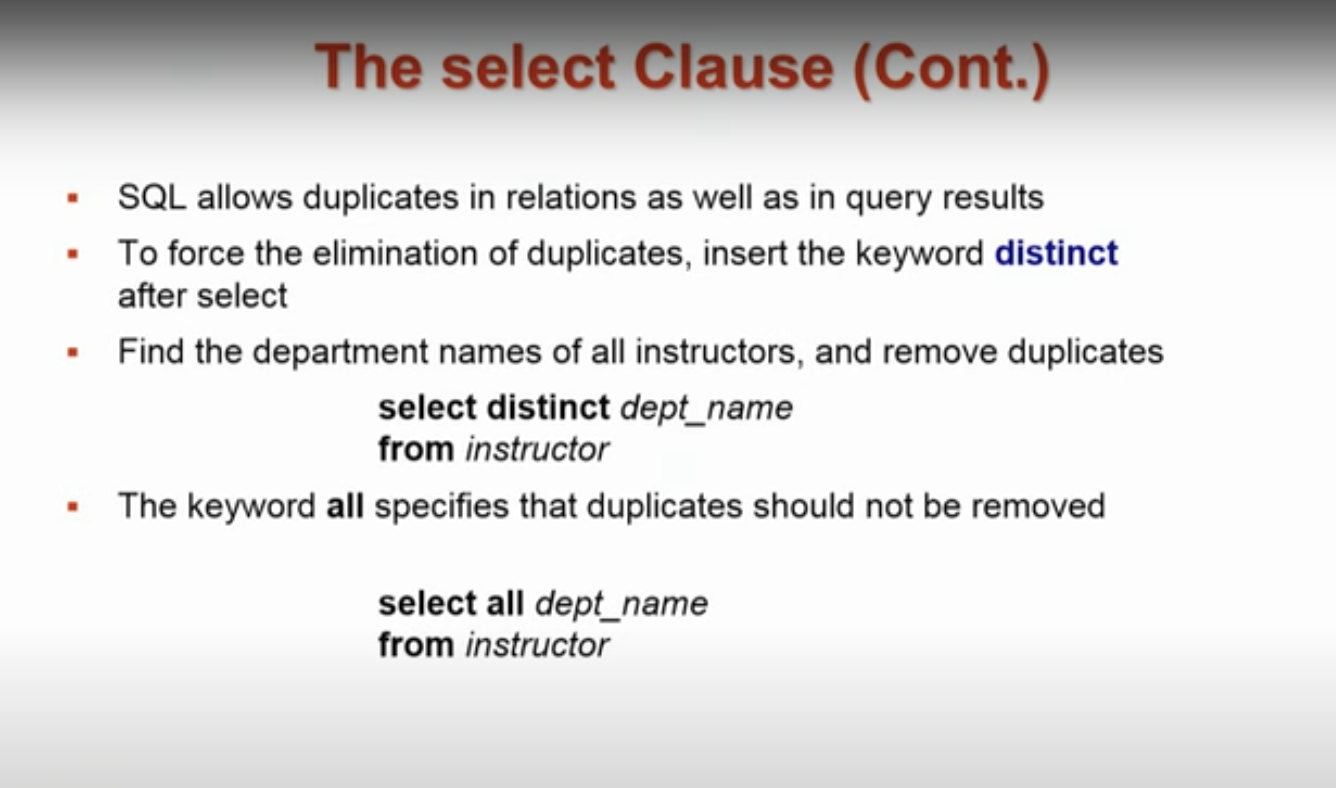 The select Clause (Cont.)
SQL allows duplicates in relations as well as in query results
To force the elimination of duplicates, insert the keyword distinct
after select
Find the department names of all instructors, and remove duplicates
select distinct dept_name
from instructor
The keyword all specifies that duplicates should not be removed
select all dept_name
from instructor